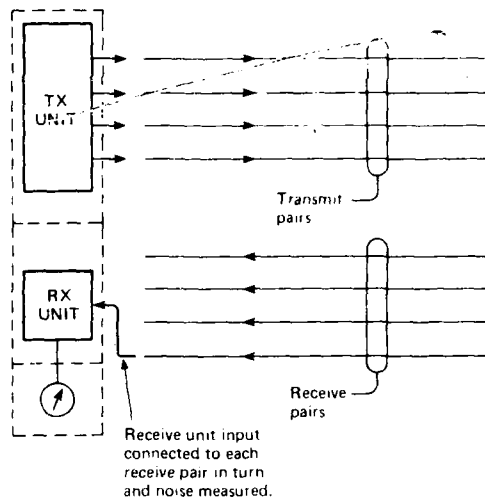 TX
UNIT
Transmit
pairs
RX
UNIT
Receive
pairs
Receive unit input
connected to each
receive pair in turn
and noise measured.